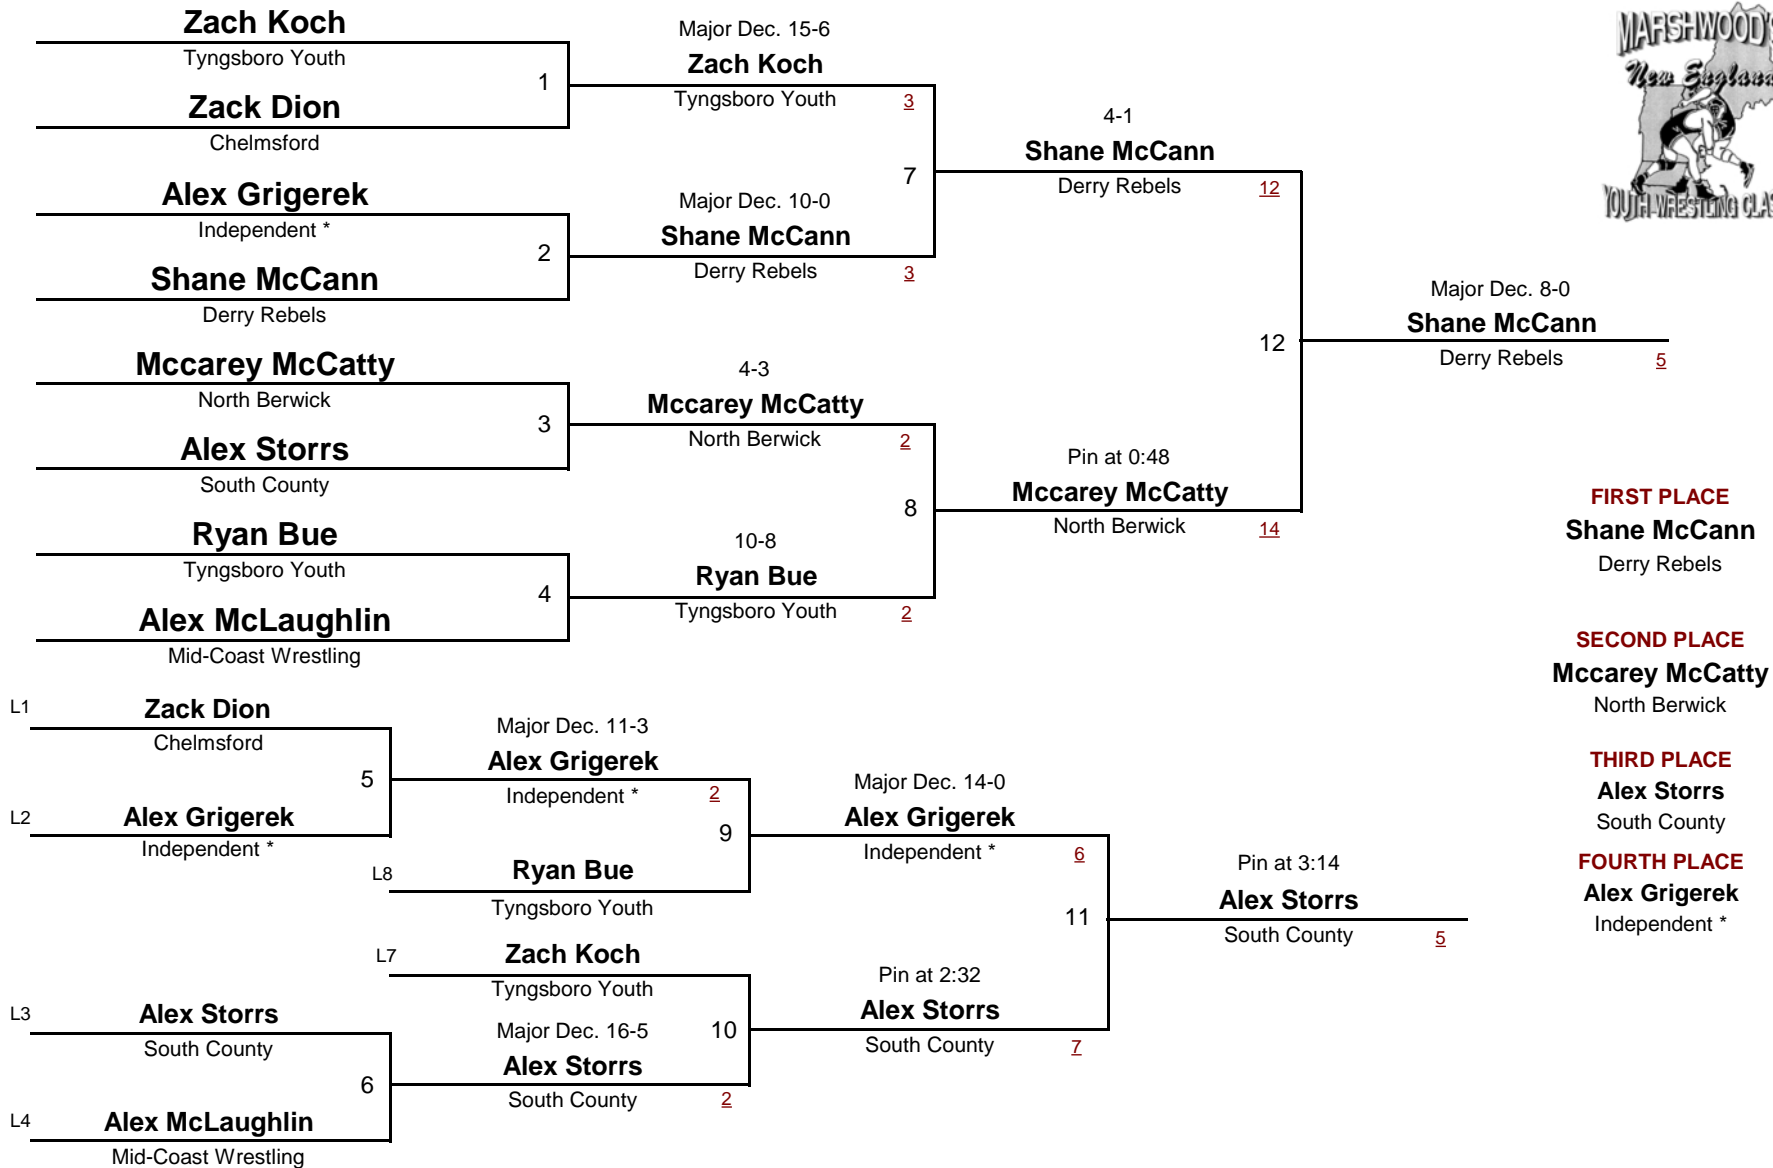 Zach Koch
Tyngsboro Youth
1
Zack Dion
Chelmsford
Alex Grigerek
Independent *
2
Shane McCann
Derry Rebels
Mccarey McCatty
North Berwick
3
Alex Storrs
South County
Ryan Bue
Tyngsboro Youth
4
Alex McLaughlin
Mid-Coast Wrestling
Major Dec. 15-6
Zach Koch
Tyngsboro Youth 3
7
Major Dec. 10-0
Shane McCann
Derry Rebels 3
4-3
Mccarey McCatty
North Berwick 2
8
10-8
Ryan Bue
Tyngsboro Youth 2
4-1
Shane McCann
Derry Rebels 12
12
Pin at 0:48
Mccarey McCatty
North Berwick 14
Major Dec. 8-0
Shane McCann
Derry Rebels 5
MARSHWOOD'S
New England
YOUTH WRESTLING CLAS
FIRST PLACE
Shane McCann
Derry Rebels
SECOND PLACE
Mccarey McCatty
North Berwick
THIRD PLACE
Alex Storrs
South County
FOURTH PLACE
Alex Grigerek
Independent *
L1 Zack Dion
Chelmsford
5
L2 Alex Grigerek
Independent *
L3 Alex Storrs
South County
6
L4 Alex McLaughlin
Mid-Coast Wrestling
Major Dec. 11-3
Alex Grigerek
Independent * 2
9
L8 Ryan Bue
Tyngsboro Youth
L7 Zach Koch
Tyngsboro Youth
10
Major Dec. 16-5
Alex Storrs
South County 2
Major Dec. 14-0
Alex Grigerek
Independent * 6
11
Pin at 2:32
Alex Storrs
South County 7
Pin at 3:14
Alex Storrs
South County 5